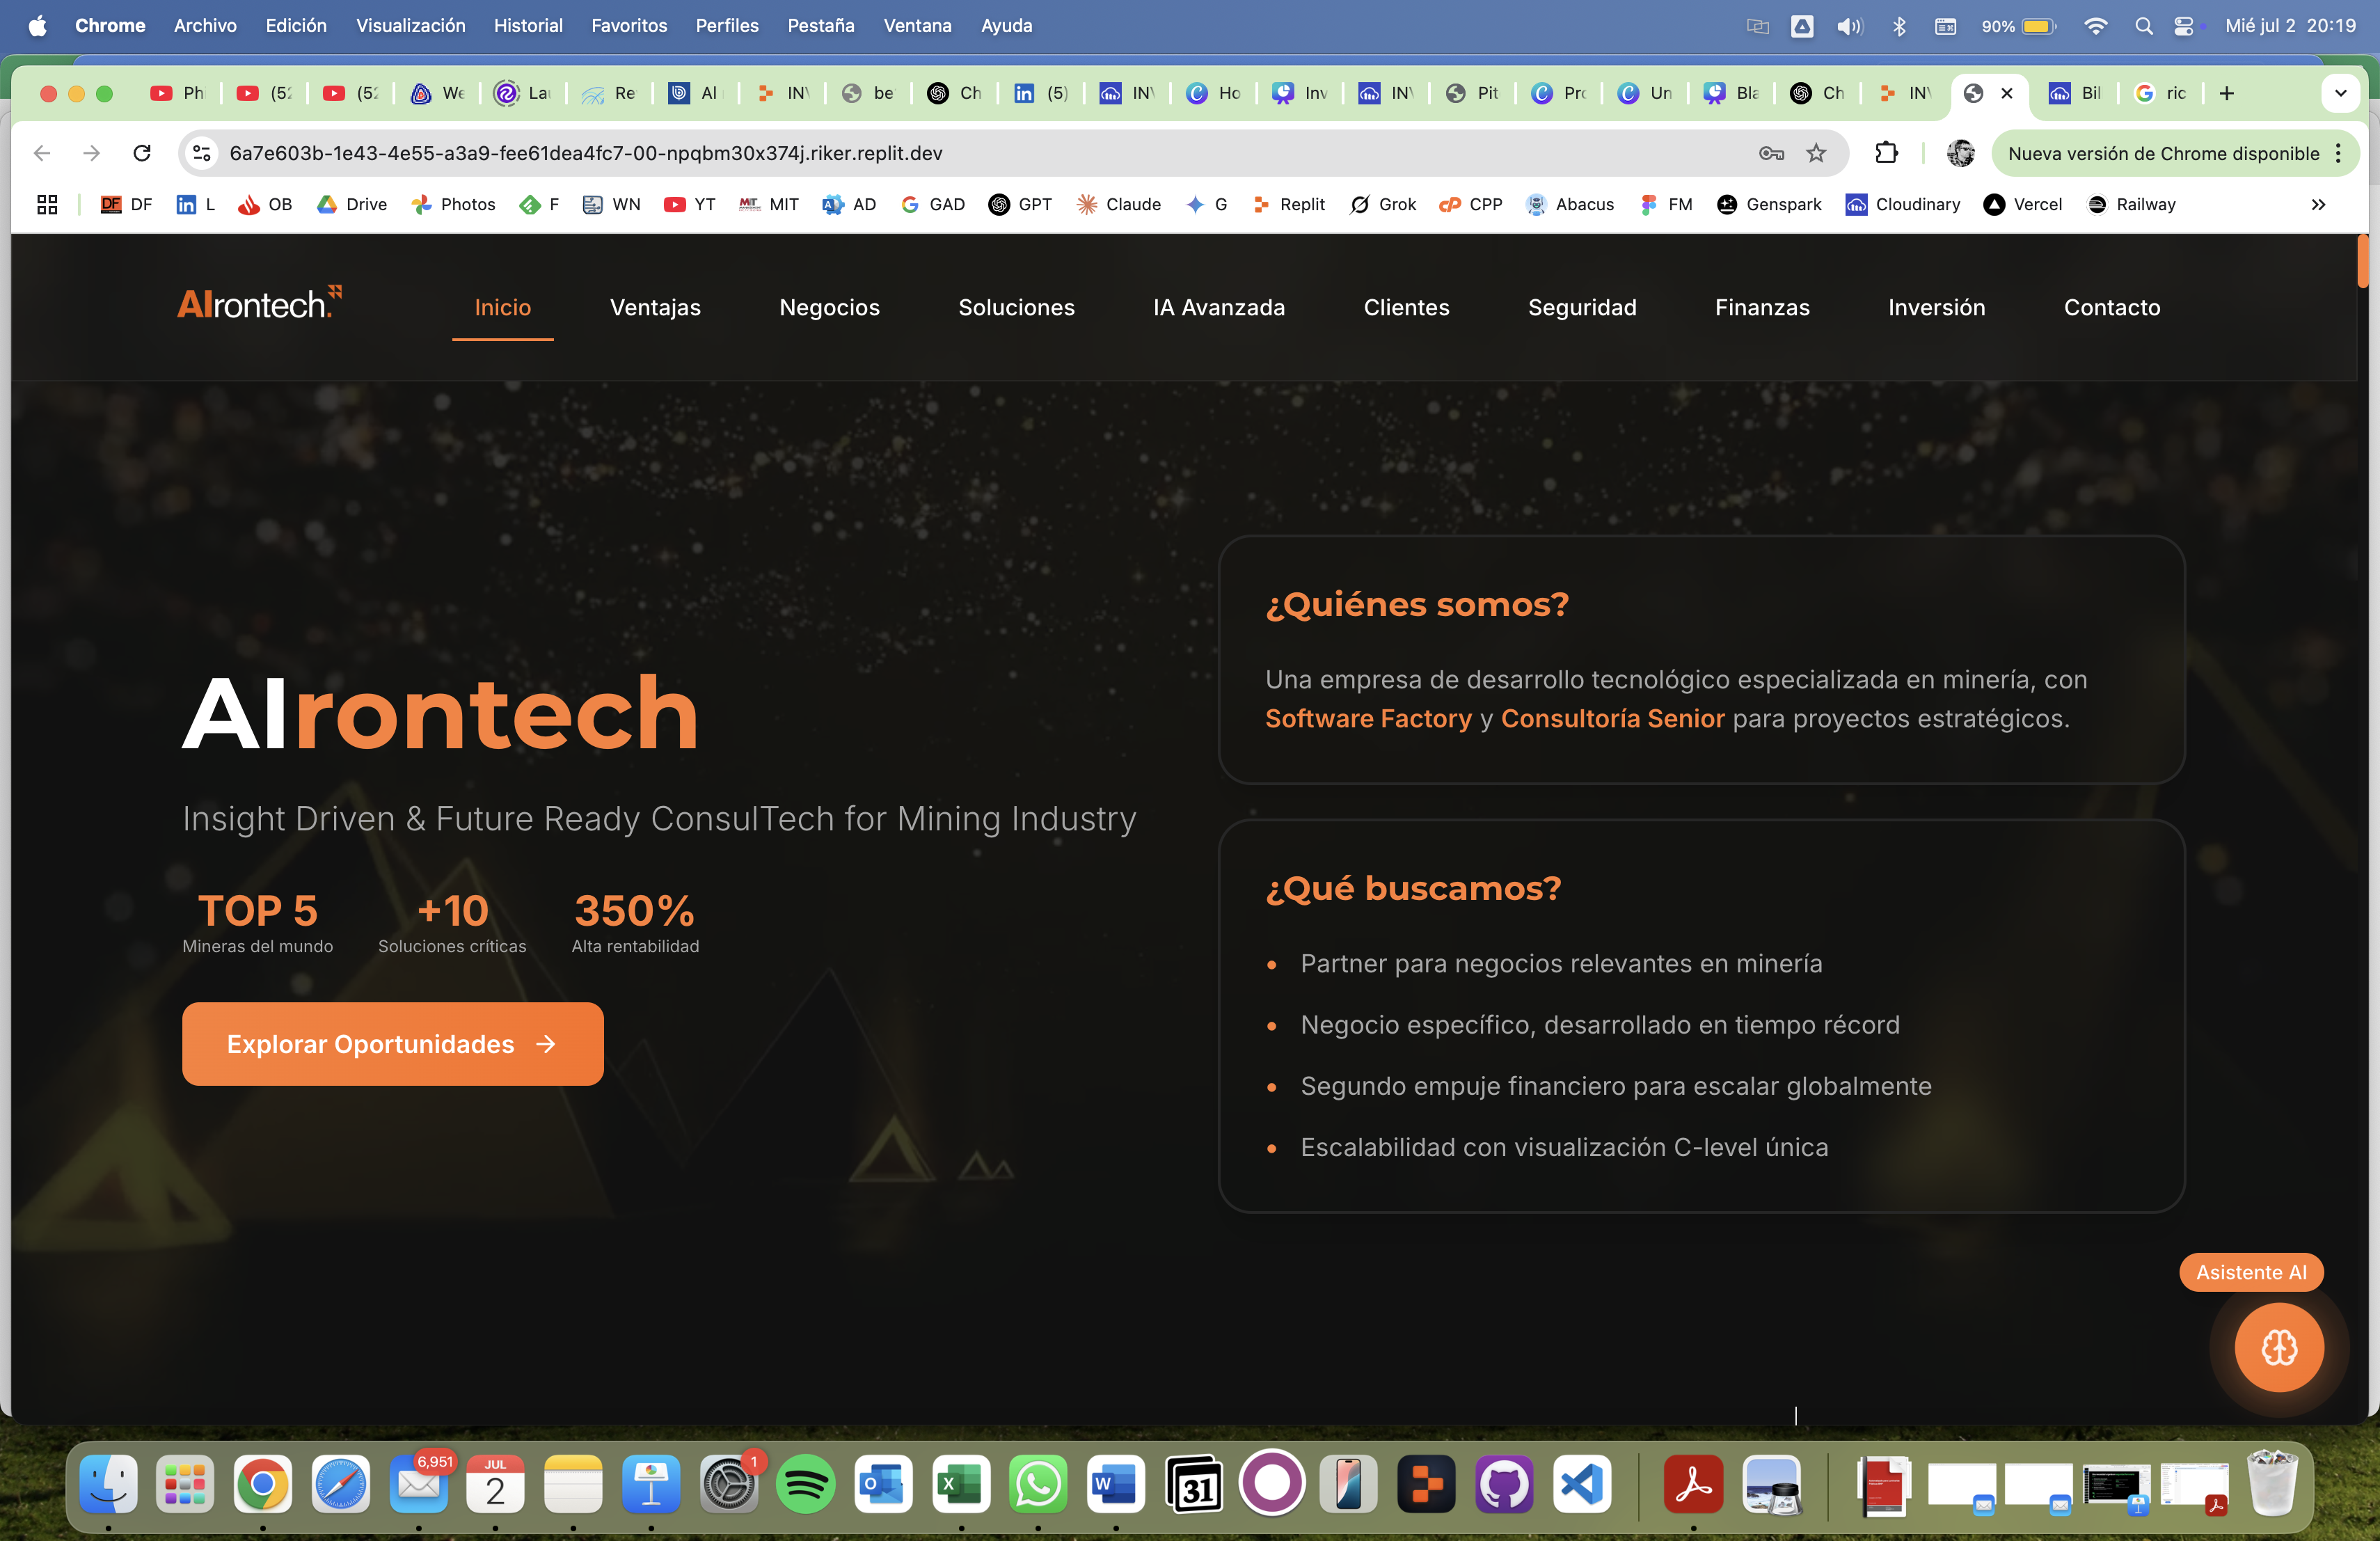 Chrome Archivo Edición Visualización Historial Favoritos Perfiles Pestaña Ventana Ayuda 90% Mié jul 2 20:19
Ph (52 (52 We La Re AI IN be Ch (5) IN Ho Inv IN Pit Pro Un Bla Ch IN Bil ric
6a7e603b-1e43-4e55-a3a9-fee61dea4fc7-00-npqbm30x374j.riker.replit.dev Nueva versión de Chrome disponible
DF DF L OB Drive Photos F WN YT MIT MIT AD GAD GPT Claude G Replit Grok CPP Abacus FM Genspark Cloudinary Vercel Railway
AIrontech. Inicio Ventajas Negocios Soluciones IA Avanzada Clientes Seguridad Finanzas Inversión Contacto
AIrontech
Insight Driven & Future Ready ConsulTech for Mining Industry
TOP 5 +10 350%
Mineras del mundo Soluciones críticas Alta rentabilidad
Explorar Oportunidades →
¿Quiénes somos?
Una empresa de desarrollo tecnológico especializada en minería, con
Software Factory y Consultoría Senior para proyectos estratégicos.
¿Qué buscamos?
• Partner para negocios relevantes en minería
• Negocio específico, desarrollado en tiempo récord
• Segundo empuje financiero para escalar globalmente
• Escalabilidad con visualización C-level única
Asistente AI
6,951 JUL 2 1 31